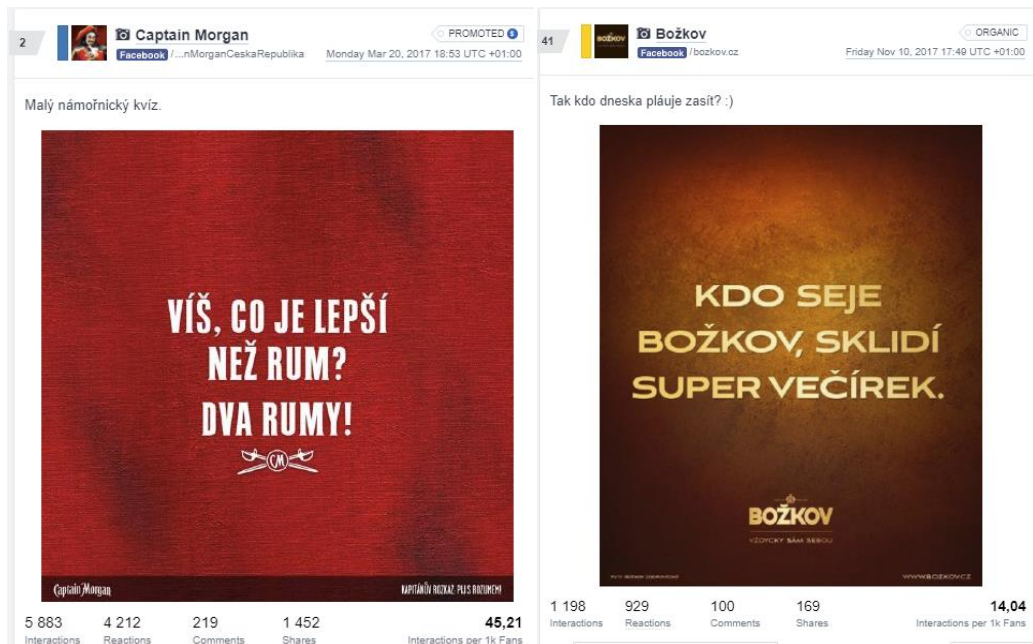 2
Captain Morgan
PROMOTED
Facebook /...nMorganCeskaRepublika
Monday Mar 20, 2017 18:53 UTC +01:00
Malý námořnický kvíz.
VÍŠ, CO JE LEPŠÍ
NEŽ RUM?
DVA RUMY!
CM
Captain Morgan
KAPITÁNŮV ROZKAZ: PIJ S ROZUMEM!
5 883 4 212 219 1 452 45,21
Interactions Reactions Comments Shares Interactions per 1k Fans
41
BOŽKOV
Božkov
ORGANIC
Facebook /bozkov.cz
Friday Nov 10, 2017 17:49 UTC +01:00
Tak kdo dneska pláuje zasít? :)
KDO SEJE
BOŽKOV, SKLIDÍ
SUPER VEČÍREK.
BOŽKOV
VŽDYCKY SÁM SEBOU
WWW.BOZKOV.CZ
1 198 929 100 169 14,04
Interactions Reactions Comments Shares Interactions per 1k Fans